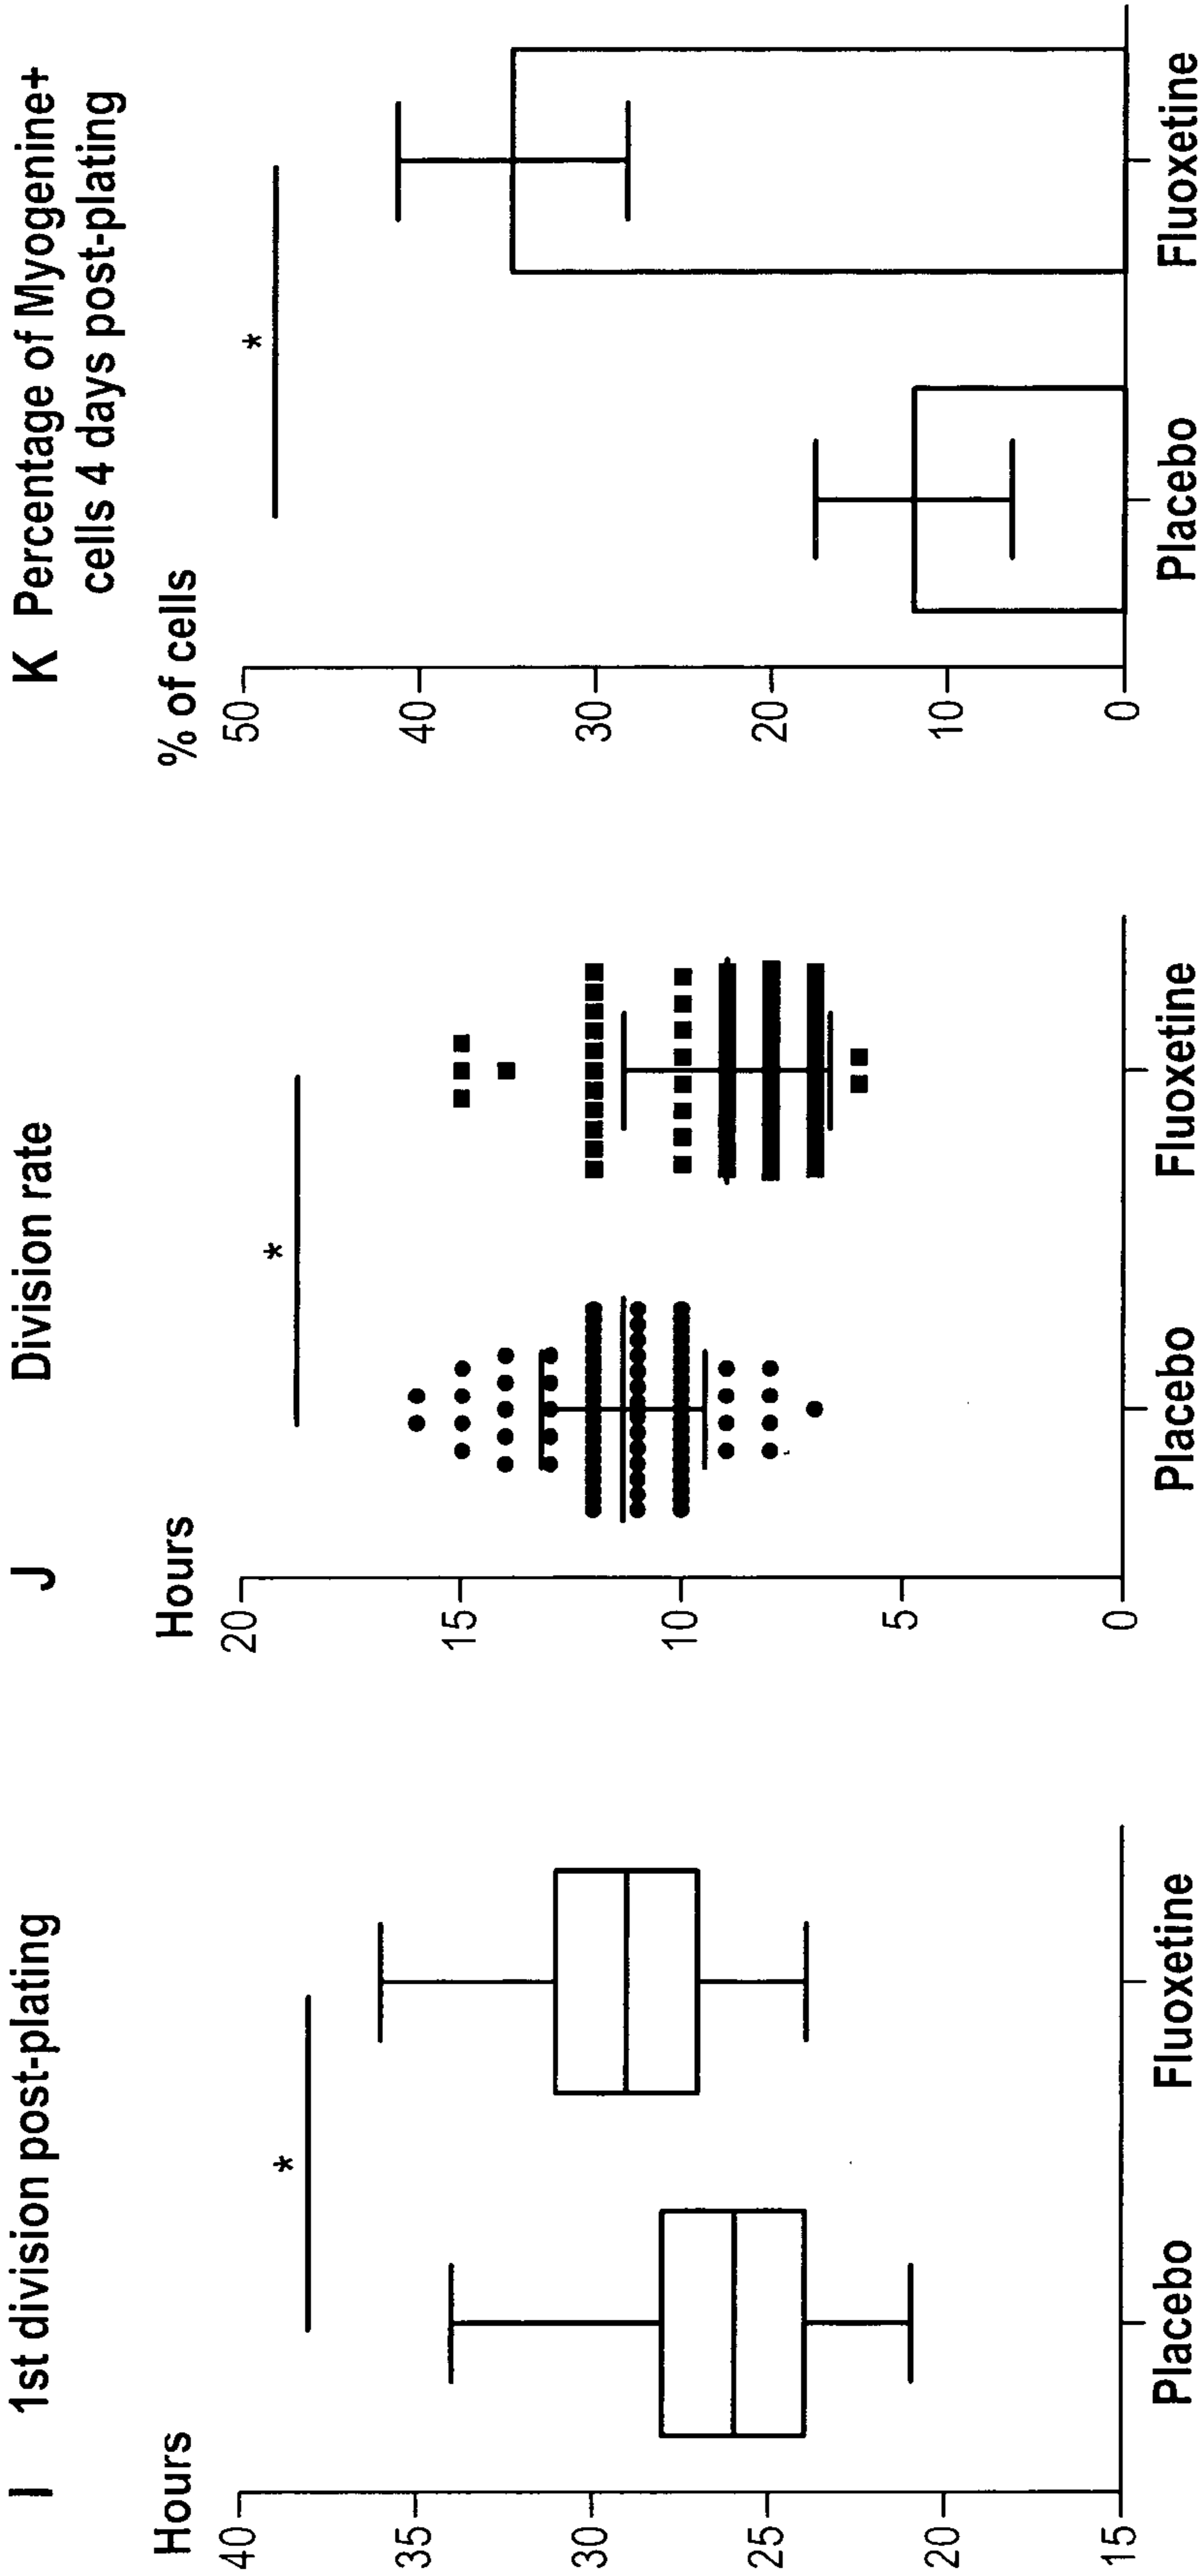 I 1st division post-plating
Hours
40
35
30
25
20
15
*
Placebo
Fluoxetine
J Division rate
Hours
20
15
10
5
0
*
Placebo
Fluoxetine
K Percentage of Myogenine+
cells 4 days post-plating
% of cells
50
40
30
20
10
0
*
Placebo
Fluoxetine